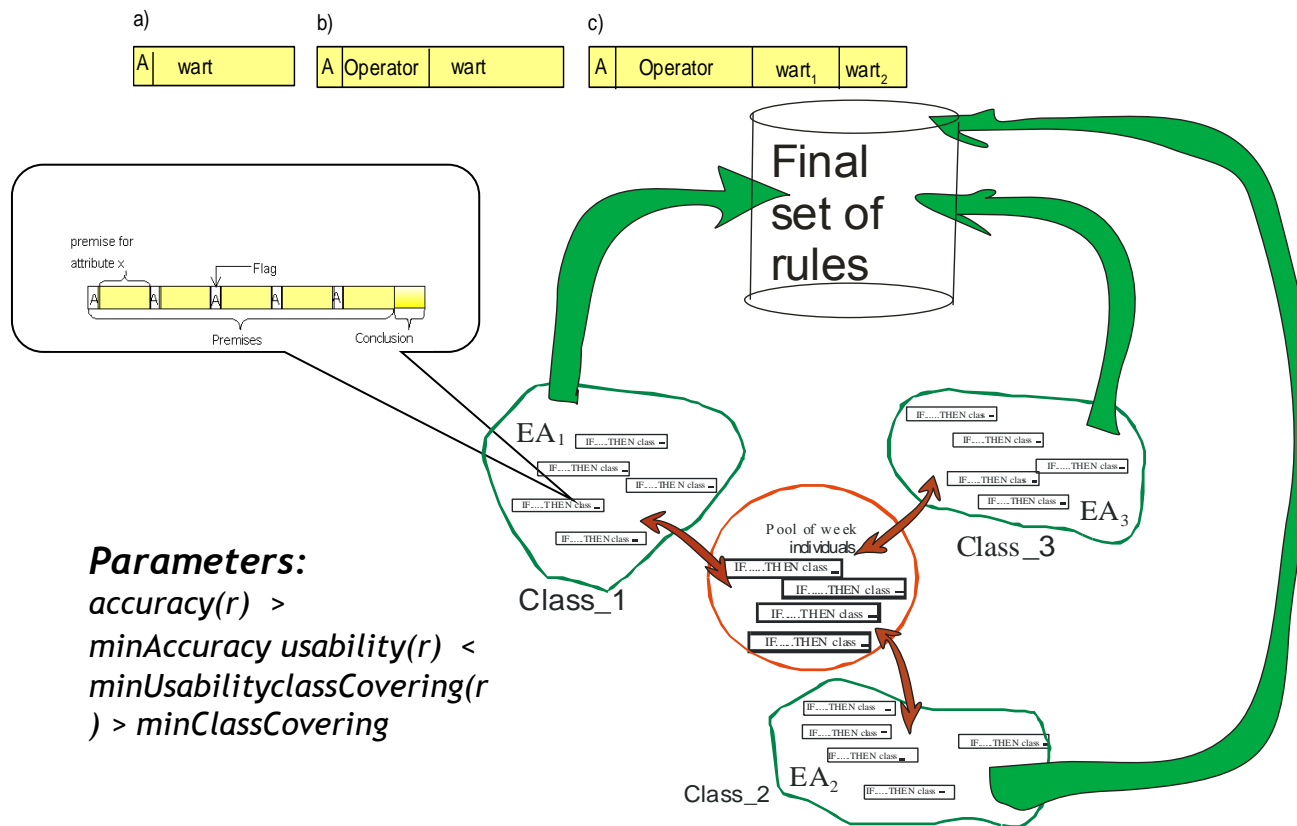 a)
b)
c)
A wart
A Operator wart
A Operator wart₁ wart₂
Final
set of
rules
premise for
attribute x
i
Flag
A A A A A
Premises
Conclusion
EA₁
IF.....THEN class
IF.....THEN class
IF.....THEN class
IF.....THEN class
IF.....THEN class
Class_1
IF......THEN class
IF.....THEN class
IF.....THEN class
IF.....THEN class
IF.....THEN class
EA₃
Class_3
Pool of week
individuals
IF......THEN class
IF......THEN class
IF......THEN class
IF......THEN class
Parameters:
accuracy(r) >
minAccuracy usability(r) <
minUsabilityclassCovering(r
) > minClassCovering
IF.....THEN class
IF.....THEN class
IF.....THEN class
IF.....THEN class
IF.....THEN class
EA₂
Class_2